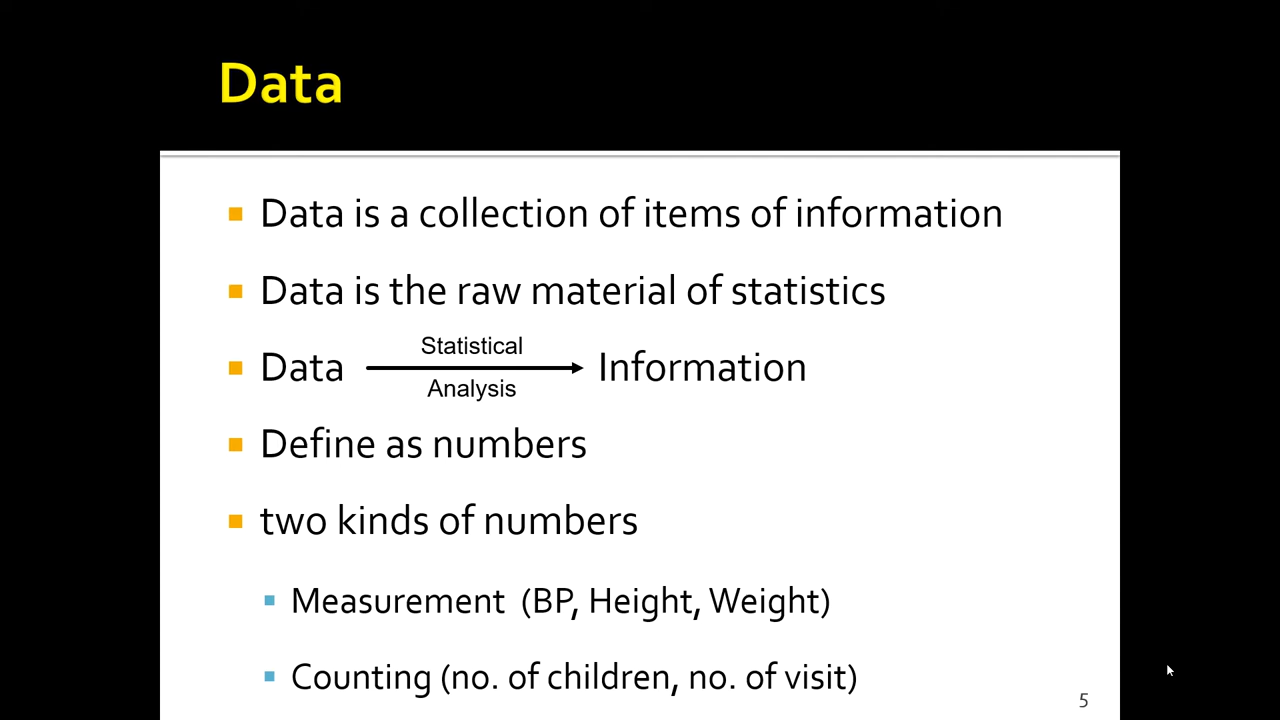 Data
Data is a collection of items of information
Data is the raw material of statistics
Data Statistical Analysis Information
Define as numbers
two kinds of numbers
Measurement (BP, Height, Weight)
Counting (no. of children, no. of visit)
5